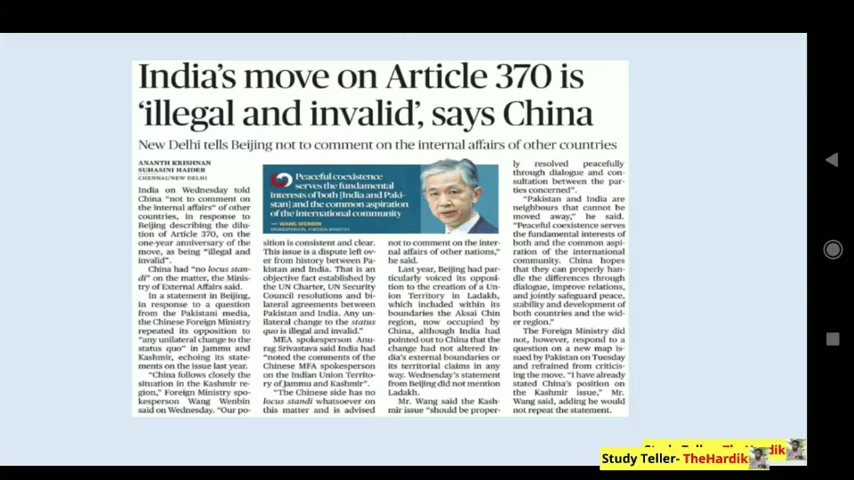 India's move on Article 370 is
'illegal and invalid', says China
New Delhi tells Beijing not to comment on the internal affairs of other countries
ANANTH KRISHNAN
SUHASINI HAIDER
CHENNAI/NEW DELHI
India on Wednesday told
China "not to comment on
the internal affairs" of other
countries, in response to
Beijing describing the dilu-
tion of Article 370, on the
one-year anniversary of the
move, as being "illegal and
invalid".
China had "no locus stan-
di" on the matter, the Minis-
try of External Affairs said.
In a statement in Beijing,
in response to a question
from the Pakistani media,
the Chinese Foreign Ministry
repeated its opposition to
"any unilateral change to the
status quo" in Jammu and
Kashmir, echoing its state-
ments on the issue last year.
"China follows closely the
situation in the Kashmir re-
gion," Foreign Ministry spo-
kesperson Wang Wenbin
said on Wednesday. "Our po-
Peaceful coexistence
serves the fundamental
interests of both [India and Paki-
stan] and the common aspiration
of the international community
— WANG WENBIN
SPOKESPERSON, FOREIGN MINISTRY
sition is consistent and clear.
This issue is a dispute left ov-
er from history between Pa-
kistan and India. That is an
objective fact established by
the UN Charter, UN Security
Council resolutions and bi-
lateral agreements between
Pakistan and India. Any un-
ilateral change to the status
quo is illegal and invalid."
MEA spokesperson Anu-
rag Srivastava said India had
"noted the comments of the
Chinese MFA spokesperson
on the Indian Union Territo-
ry of Jammu and Kashmir".
"The Chinese side has no
locus standi whatsoever on
this matter and is advised
not to comment on the inter-
nal affairs of other nations,"
he said.
Last year, Beijing had par-
ticularly voiced its opposi-
tion to the creation of a Un-
ion Territory in Ladakh,
which included within its
boundaries the Aksai Chin
region, now occupied by
China, although India had
pointed out to China that the
change had not altered In-
dia's external boundaries or
its territorial claims in any
way. Wednesday's statement
from Beijing did not mention
Ladakh.
Mr. Wang said the Kash-
mir issue "should be proper-
ly resolved peacefully
through dialogue and con-
sultation between the par-
ties concerned".
"Pakistan and India are
neighbours that cannot be
moved away," he said.
"Peaceful coexistence serves
the fundamental interests of
both and the common aspi-
ration of the international
community. China hopes
that they can properly han-
dle the differences through
dialogue, improve relations,
and jointly safeguard peace,
stability and development of
both countries and the wid-
er region."
The Foreign Ministry did
not, however, respond to a
question on a new map is-
sued by Pakistan on Tuesday
and refrained from criticis-
ing the move. "I have already
stated China's position on
the Kashmir issue," Mr.
Wang said, adding he would
not repeat the statement.
Study Teller- TheHardik
Study Teller- TheHardik